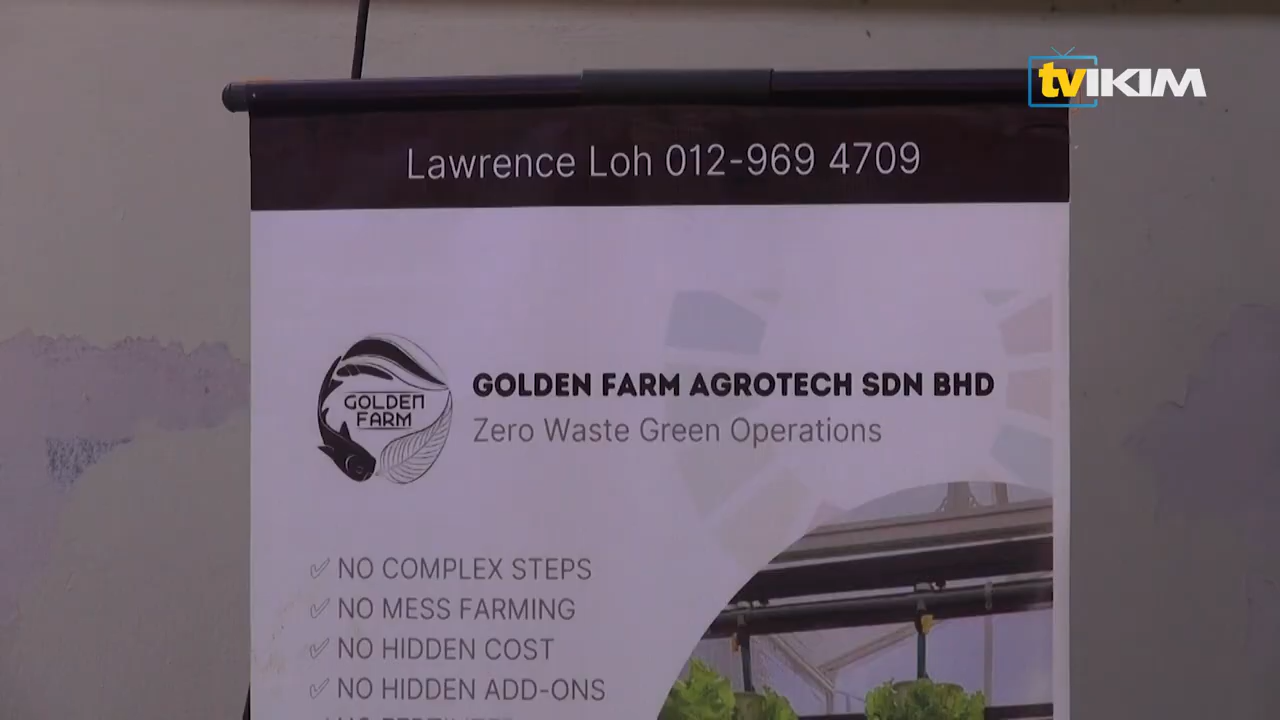 tvIKIM
Lawrence Loh 012-969 4709
GOLDEN FARM
GOLDEN FARM AGROTECH SDN BHD
Zero Waste Green Operations
✓ NO COMPLEX STEPS
✓ NO MESS FARMING
✓ NO HIDDEN COST
✓ NO HIDDEN ADD-ONS